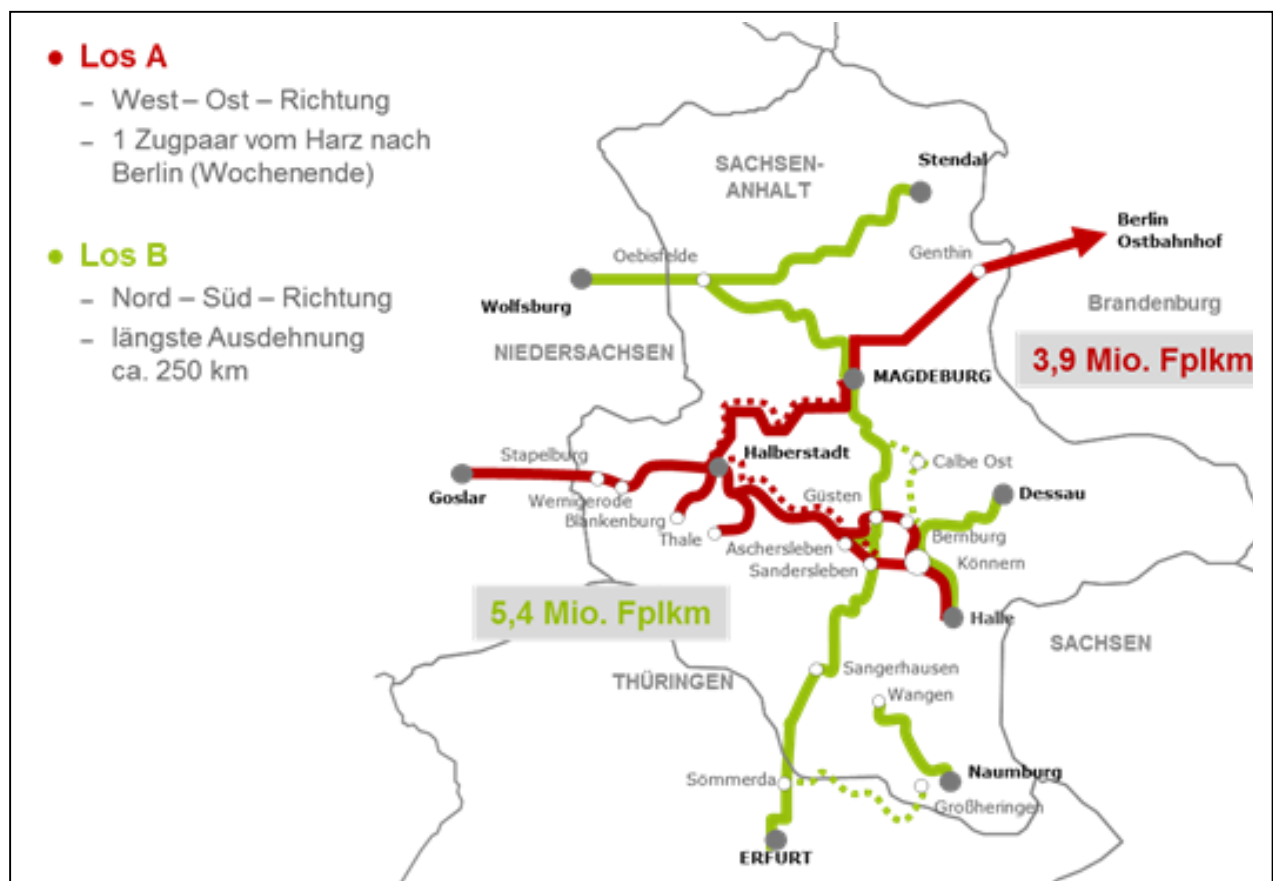 ● Los A
– West – Ost – Richtung
– 1 Zugpaar vom Harz nach
Berlin (Wochenende)
● Los B
– Nord – Süd – Richtung
– längste Ausdehnung
ca. 250 km
SACHSEN-
ANHALT
Stendal
Berlin
Ostbahnhof
Oebisfelde
Genthin
Wolfsburg
Brandenburg
NIEDERSACHSEN
3,9 Mio. Fplkm
MAGDEBURG
Stapelburg
Halberstadt
Calbe Ost
Goslar
Wernigerode
Güsten
Dessau
Blankenburg
Thale
Aschersleben
Bernburg
Sandersleben
Könnern
5,4 Mio. Fplkm
Halle
SACHSEN
THÜRINGEN
Sangerhausen
Wangen
Sömmerda
Naumburg
Großheringen
ERFURT